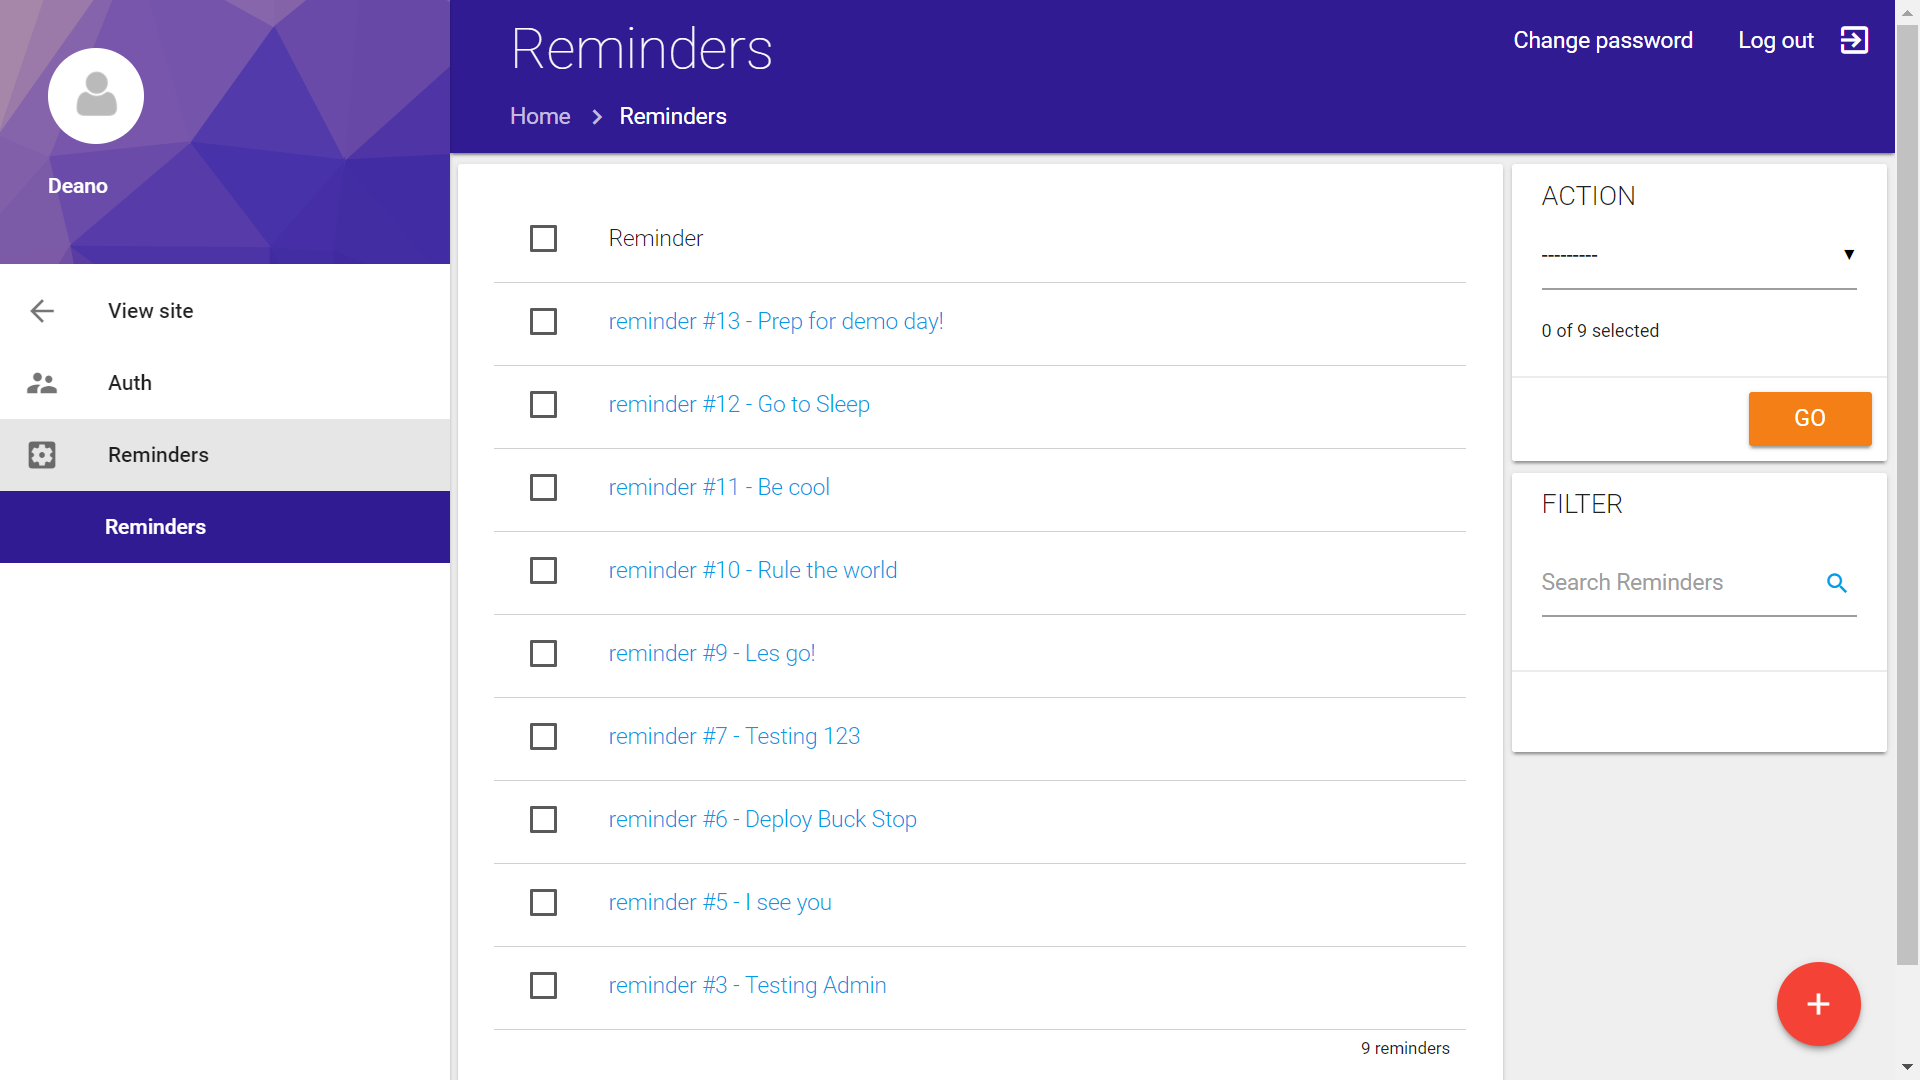 Deano
View site
Auth
Reminders
Reminders
Reminders
Home
Reminders
Change password
Log out
Reminder
reminder #13 - Prep for demo day!
reminder #12 - Go to Sleep
reminder #11 - Be cool
reminder #10 - Rule the world
reminder #9 - Les go!
reminder #7 - Testing 123
reminder #6 - Deploy Buck Stop
reminder #5 - I see you
reminder #3 - Testing Admin
9 reminders
ACTION
---------
0 of 9 selected
GO
FILTER
Search Reminders